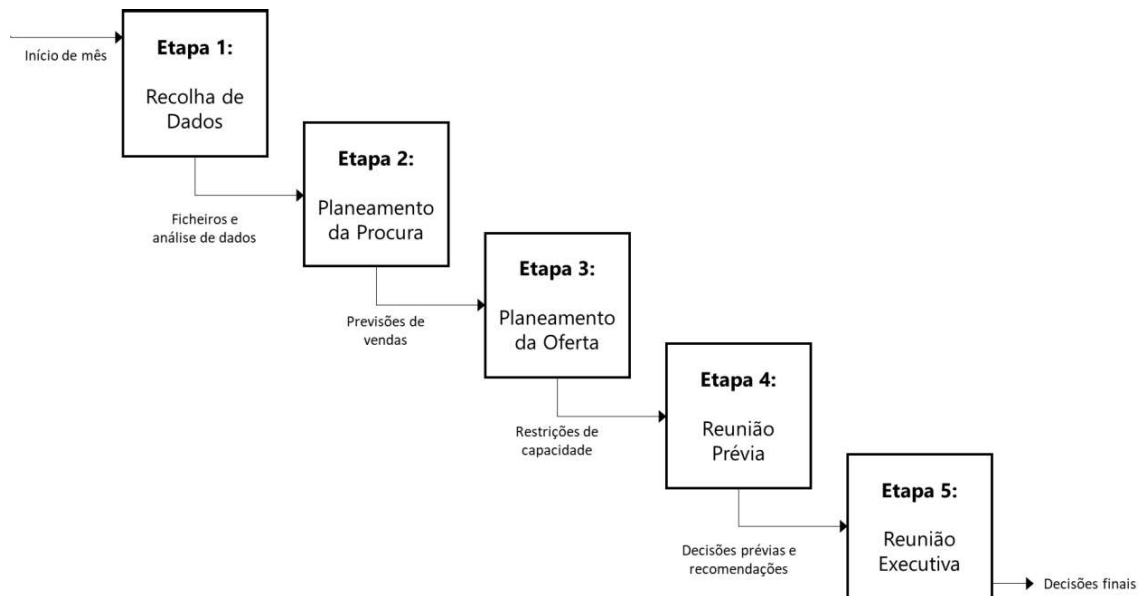 Início de mês
Etapa 1:
Recolha de
Dados
Ficheiros e
análise de dados
Etapa 2:
Planeamento
da Procura
Previsões de
vendas
Etapa 3:
Planeamento
da Oferta
Restrições de
capacidade
Etapa 4:
Reunião
Prévia
Decisões prévias e
recomendações
Etapa 5:
Reunião
Executiva
Decisões finais